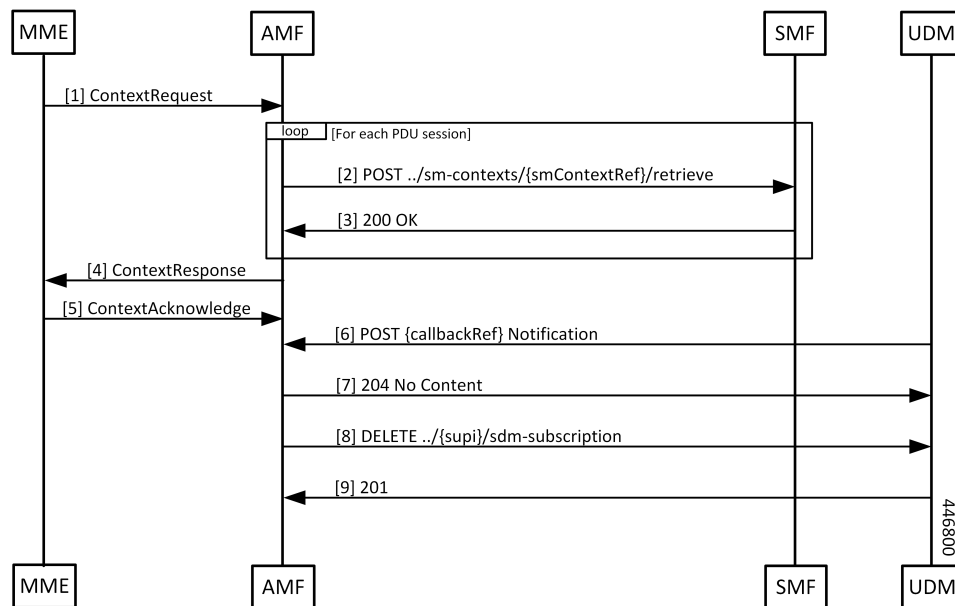 MME
AMF
SMF
UDM
[1] ContextRequest
loop
[For each PDU session]
[2] POST ../sm-contexts/{smContextRef}/retrieve
[3] 200 OK
[4] ContextResponse
[5] ContextAcknowledge
[6] POST {callbackRef} Notification
[7] 204 No Content
[8] DELETE ../{supi}/sdm-subscription
[9] 201
446800
MME
AMF
SMF
UDM